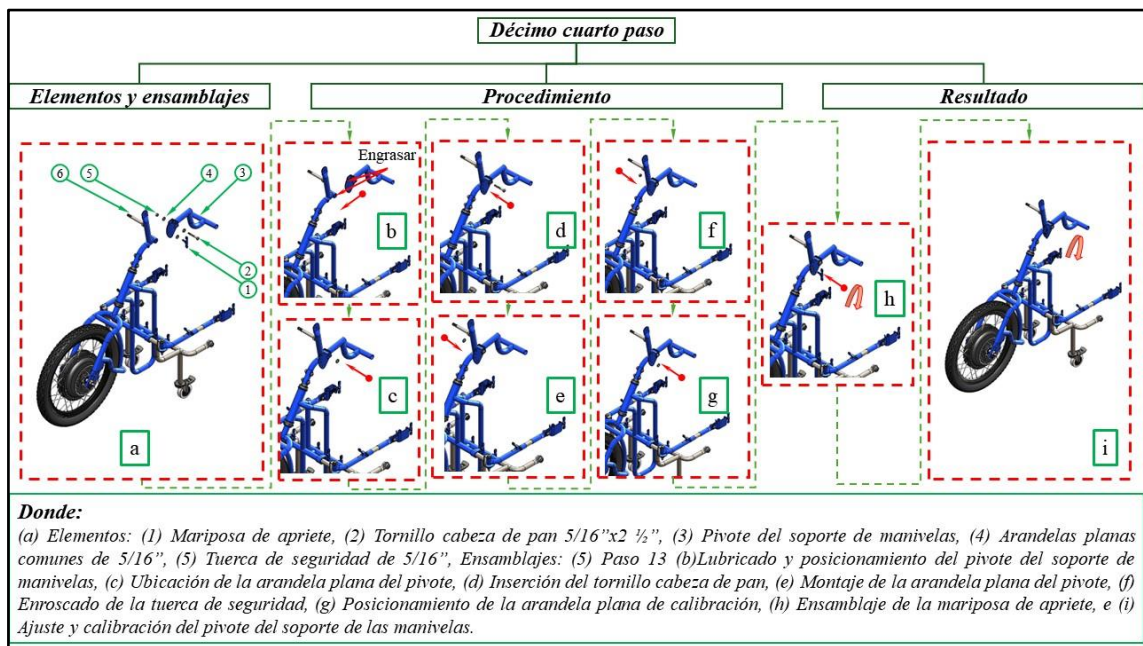 Décimo cuarto paso
Elementos y ensamblajes
Procedimiento
Resultado
6
5
4
3
2
1
a
Engrasar
b
c
d
e
f
g
h
i
Donde:
(a) Elementos: (1) Mariposa de apriete, (2) Tornillo cabeza de pan 5/16”x2 ½”, (3) Pivote del soporte de manivelas, (4) Arandelas planas
comunes de 5/16”, (5) Tuerca de seguridad de 5/16”, Ensamblajes: (5) Paso 13 (b)Lubricado y posicionamiento del pivote del soporte de
manivelas, (c) Ubicación de la arandela plana del pivote, (d) Inserción del tornillo cabeza de pan, (e) Montaje de la arandela plana del pivote, (f)
Enroscado de la tuerca de seguridad, (g) Posicionamiento de la arandela plana de calibración, (h) Ensamblaje de la mariposa de apriete, e (i)
Ajuste y calibración del pivote del soporte de las manivelas.